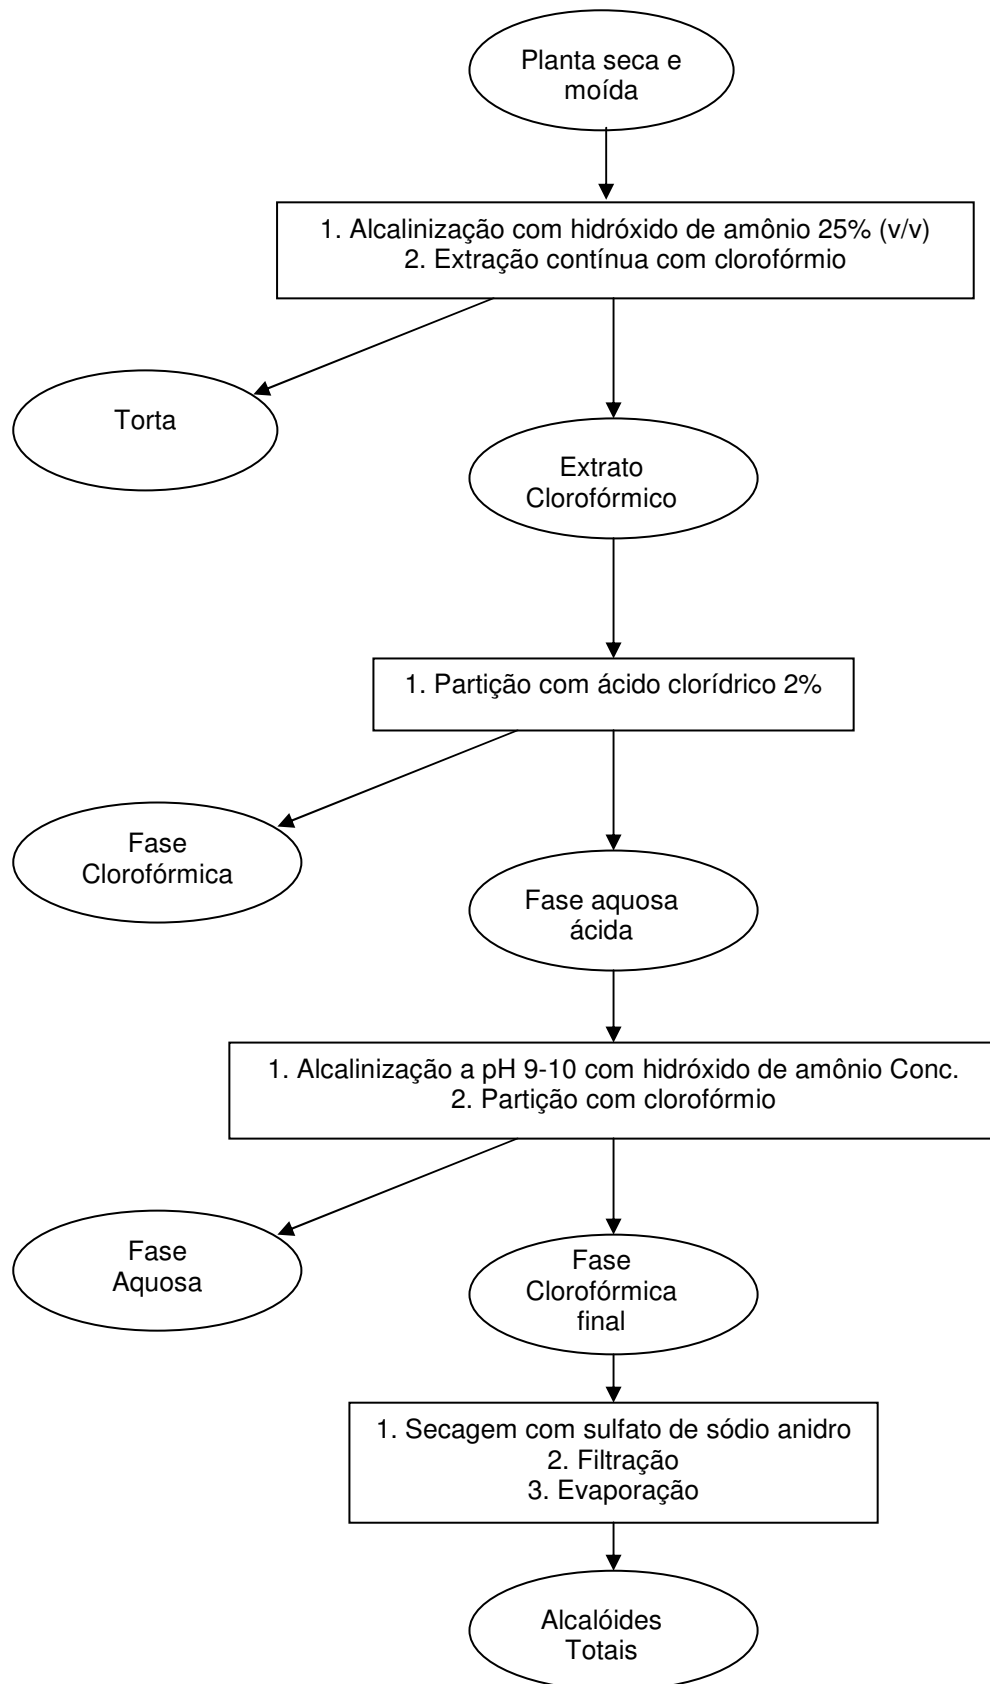 Planta seca e
moída
1. Alcalinização com hidróxido de amônio 25% (v/v)
2. Extração contínua com clorofórmio
Torta
Extrato
Clorofórmico
1. Partição com ácido clorídrico 2%
Fase
Clorofórmica
Fase aquosa
ácida
1. Alcalinização a pH 9-10 com hidróxido de amônio Conc.
2. Partição com clorofórmio
Fase
Aquosa
Fase
Clorofórmica
final
1. Secagem com sulfato de sódio anidro
2. Filtração
3. Evaporação
Alcalóides
Totais